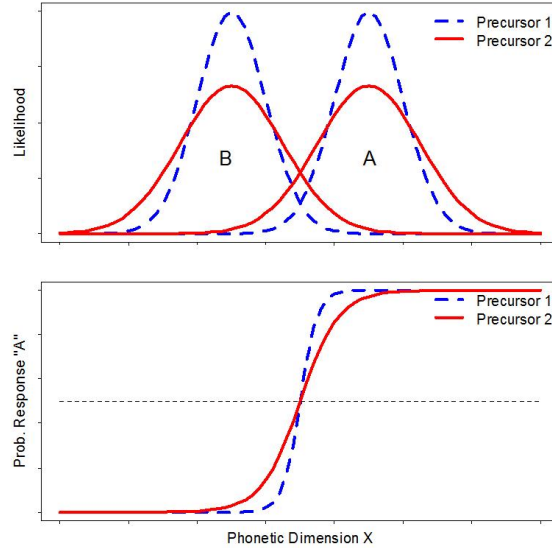 Precursor 1
Precursor 2
Likelihood
B
A
Precursor 1
Precursor 2
Prob. Response "A"
Phonetic Dimension X